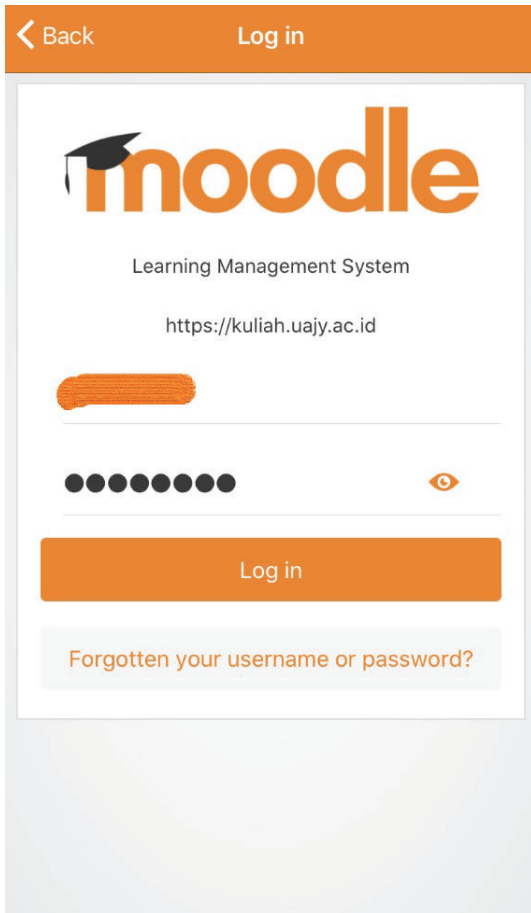 Back
Log in
moodle
Learning Management System
https://kuliah.uajy.ac.id
Log in
Forgotten your username or password?